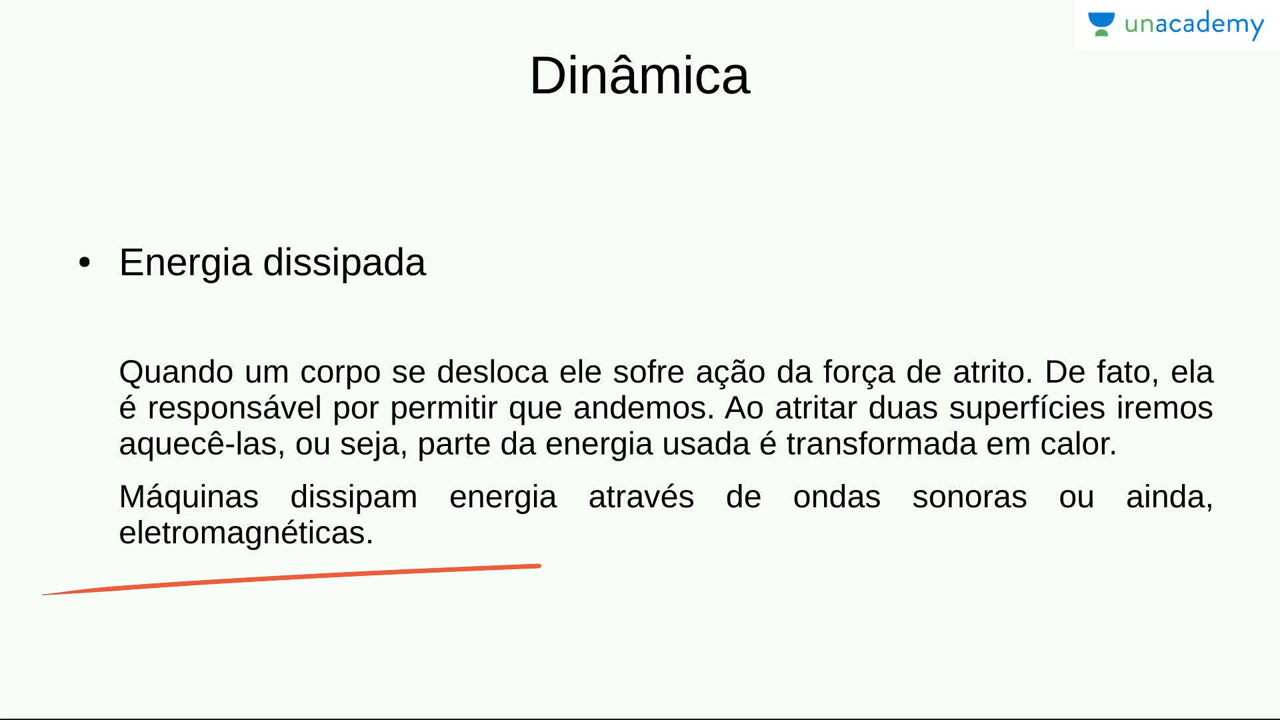 unacademy
Dinâmica
• Energia dissipada
Quando um corpo se desloca ele sofre ação da força de atrito. De fato, ela
é responsável por permitir que andemos. Ao atritar duas superfícies iremos
aquecê-las, ou seja, parte da energia usada é transformada em calor.
Máquinas dissipam energia através de ondas sonoras ou ainda,
eletromagnéticas.